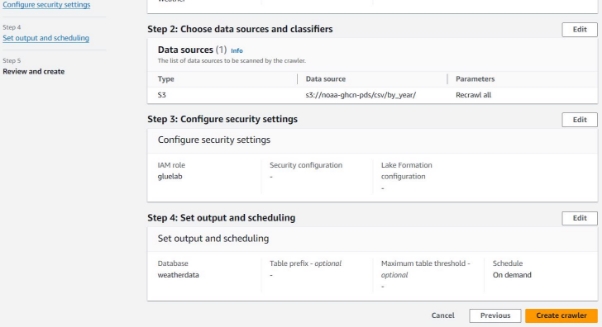 Configure security settings
Step 4
Set output and scheduling
Step 5
Review and create
Step 2: Choose data sources and classifiers
Edit
Data sources (1) Info
The list of data sources to be scanned by the crawler.
Type Data source Parameters
S3 s3://noaa-ghcn-pds/csv/by_year/ Recrawl all
Step 3: Configure security settings
Edit
Configure security settings
IAM role Security configuration Lake Formation
gluelab - configuration
-
Step 4: Set output and scheduling
Edit
Set output and scheduling
Database Table prefix - optional Maximum table threshold - Schedule
weatherdata - optional On demand
-
Cancel Previous Create crawler